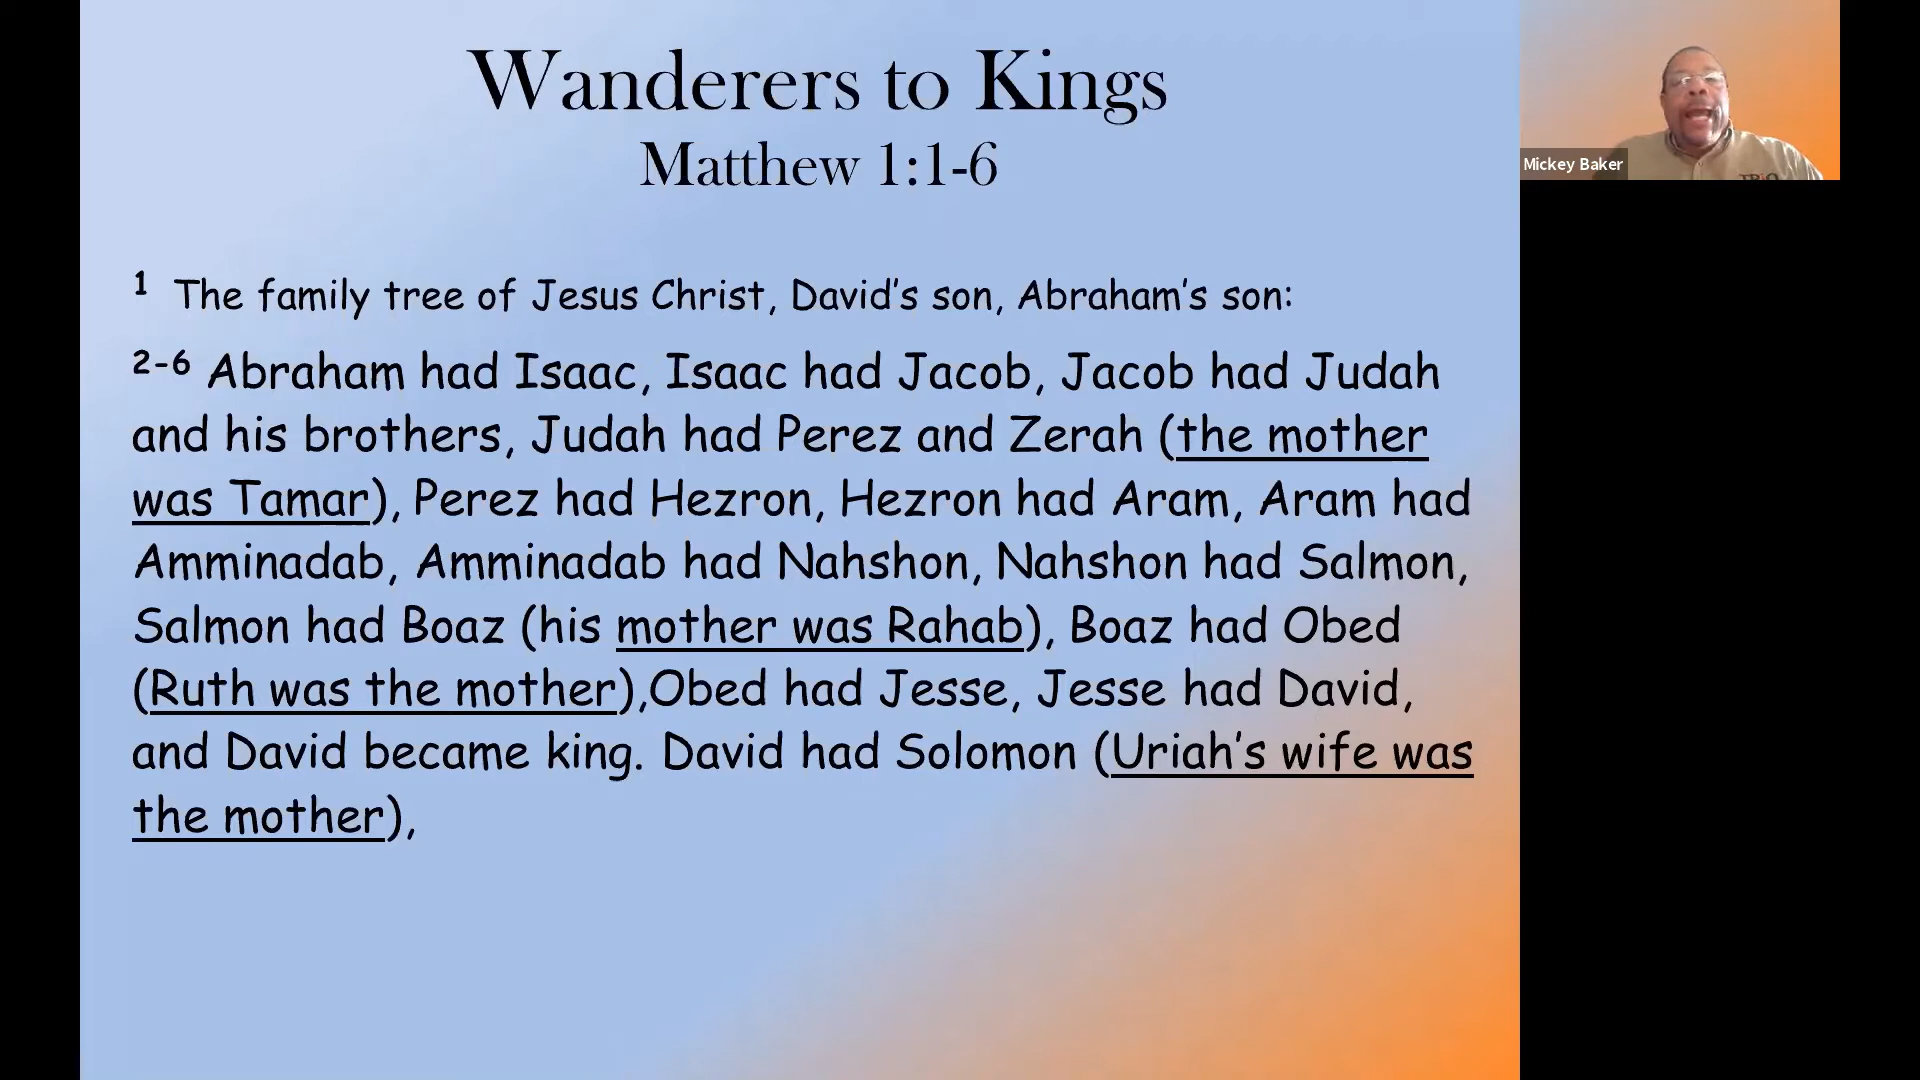 Wanderers to Kings
Matthew 1:1-6
1 The family tree of Jesus Christ, David’s son, Abraham’s son:
2-6 Abraham had Isaac, Isaac had Jacob, Jacob had Judah
and his brothers, Judah had Perez and Zerah (the mother
was Tamar), Perez had Hezron, Hezron had Aram, Aram had
Amminadab, Amminadab had Nahshon, Nahshon had Salmon,
Salmon had Boaz (his mother was Rahab), Boaz had Obed
(Ruth was the mother),Obed had Jesse, Jesse had David,
and David became king. David had Solomon (Uriah’s wife was
the mother),
Mickey Baker